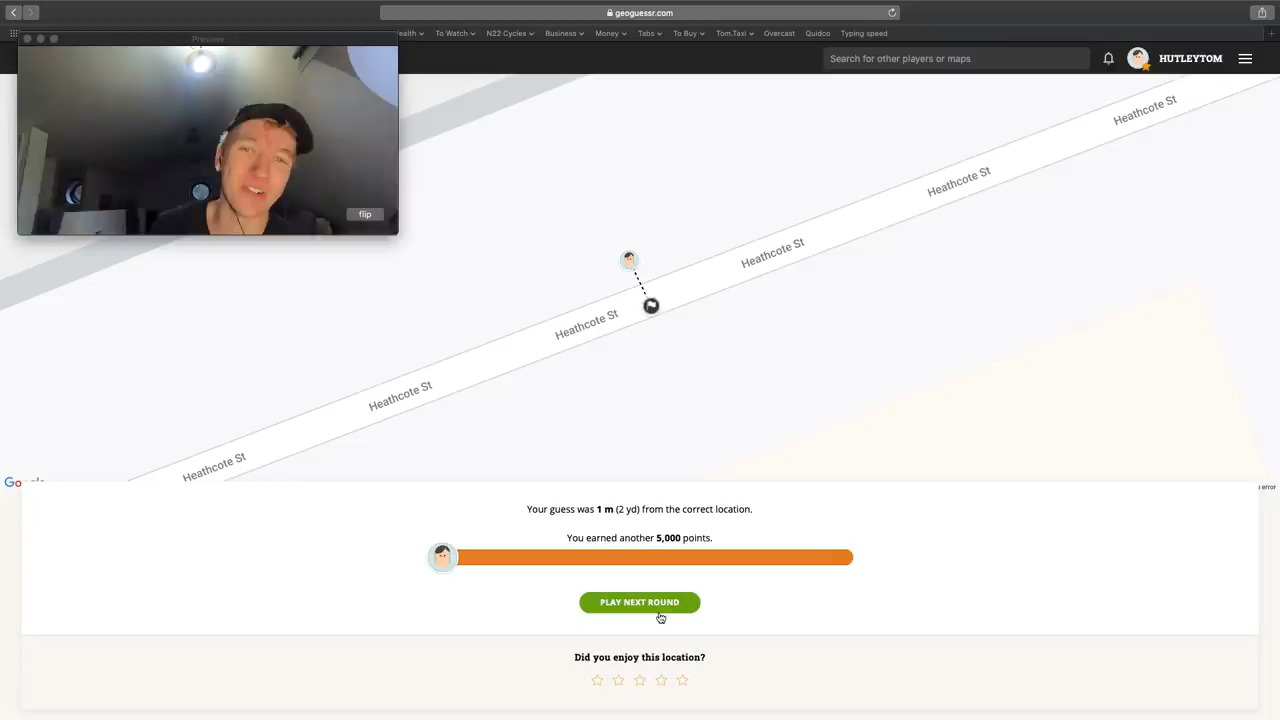 geoguessr.com
ealth To Watch N22 Cycles Business Money Tabs To Buy Tom.Taxi Overcast Quidco Typing speed
Preview
Search for other players or maps
HUTLEYTOM
flip
Heathcote St
Heathcote St
Heathcote St
Heathcote St
Heathcote St
Heathcote St
Go
error
Your guess was 1 m (2 yd) from the correct location.
You earned another 5,000 points.
PLAY NEXT ROUND
Did you enjoy this location?